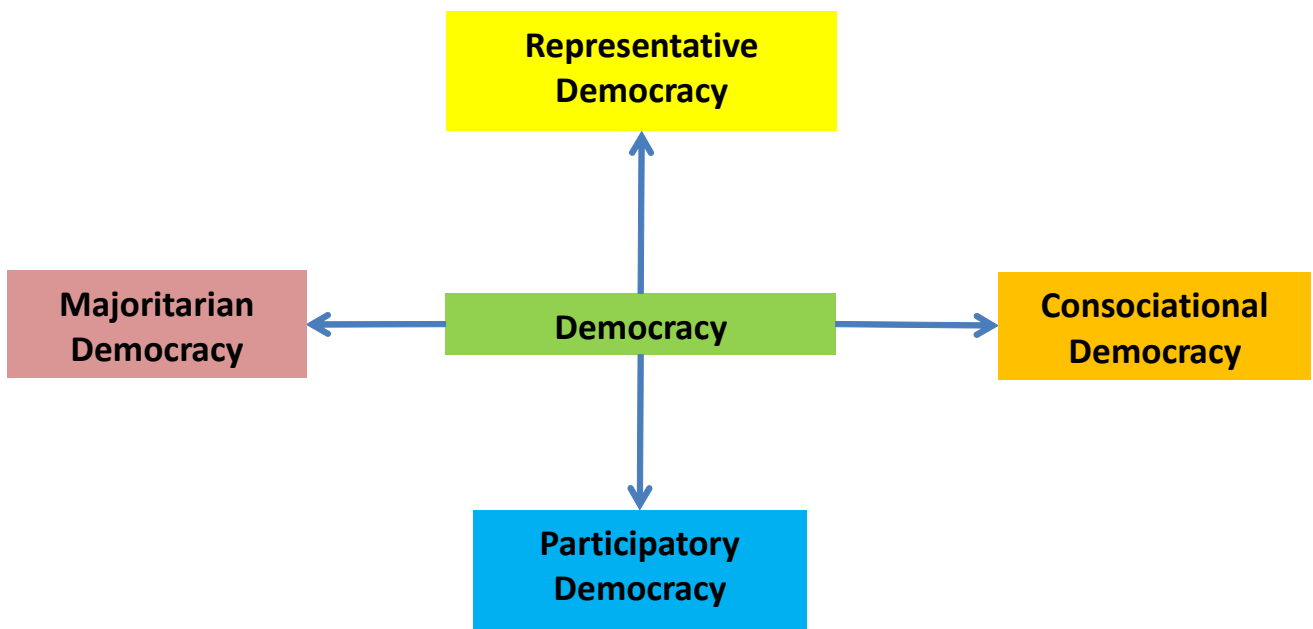 Representative
Democracy
Majoritarian
Democracy
Democracy
Consociational
Democracy
Participatory
Democracy